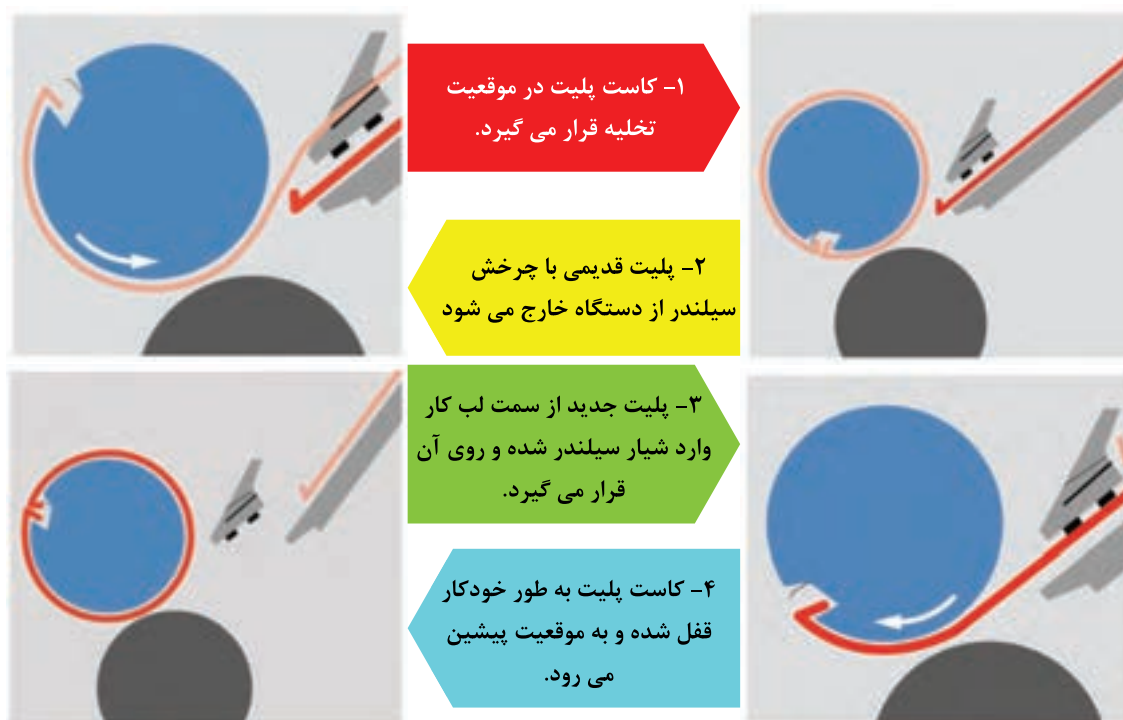 ۱- کاست پلیت در موقعیت
تخلیه قرار می گیرد.
۲- پلیت قدیمی با چرخش
سیلندر از دستگاه خارج می شود
۳- پلیت جدید از سمت لب کار
وارد شیار سیلندر شده و روی آن
قرار می گیرد.
۴- کاست پلیت به طور خودکار
قفل شده و به موقعیت پیشین
می رود.